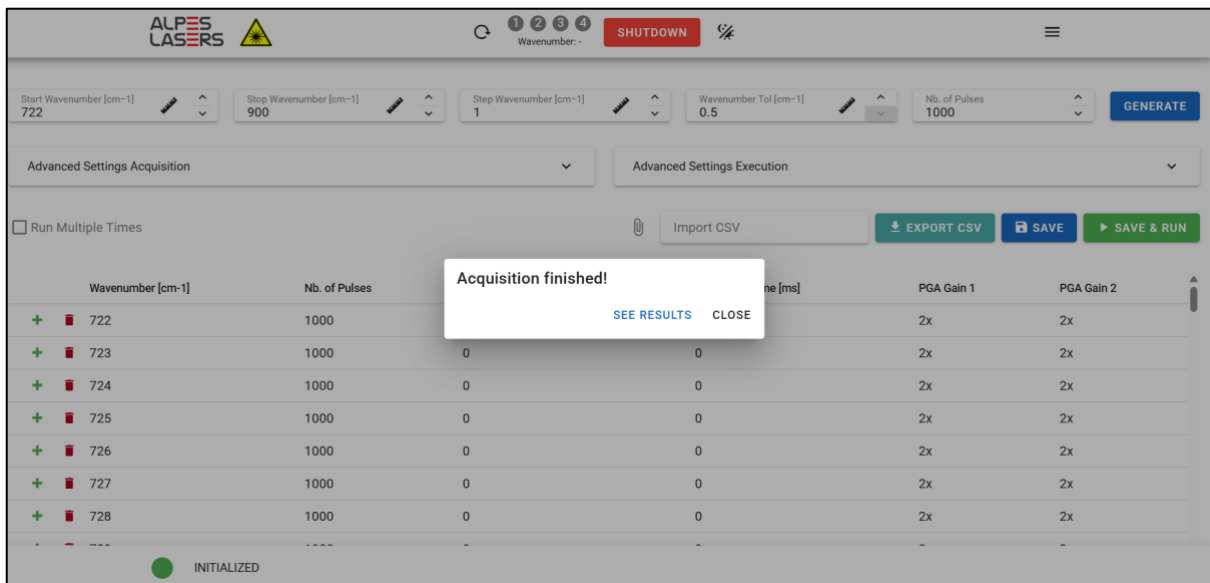 ALPES
LASERS
1 2 3 4
Wavenumber: -
SHUTDOWN
Start Wavenumber [cm-1]
722
Stop Wavenumber [cm-1]
900
Step Wavenumber [cm-1]
1
Wavenumber Tol [cm-1]
0.5
Nb. of Pulses
1000
GENERATE
Advanced Settings Acquisition
Advanced Settings Execution
Run Multiple Times
Import CSV
EXPORT CSV
SAVE
SAVE & RUN
Acquisition finished!
SEE RESULTS CLOSE
Wavenumber [cm-1] Nb. of Pulses [ms] PGA Gain 1 PGA Gain 2
722 1000 2x 2x
723 1000 0 0 2x 2x
724 1000 0 0 2x 2x
725 1000 0 0 2x 2x
726 1000 0 0 2x 2x
727 1000 0 0 2x 2x
728 1000 0 0 2x 2x
INITIALIZED